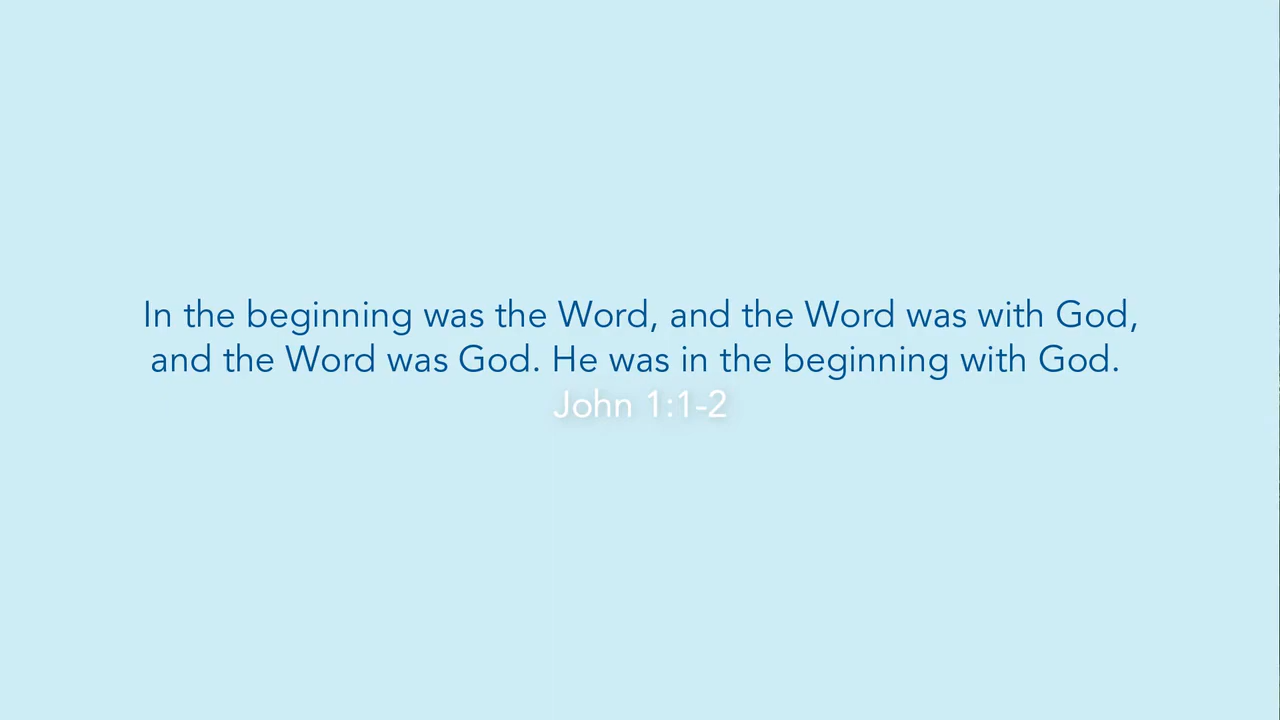 In the beginning was the Word, and the Word was with God,
and the Word was God. He was in the beginning with God.
John 1:1-2